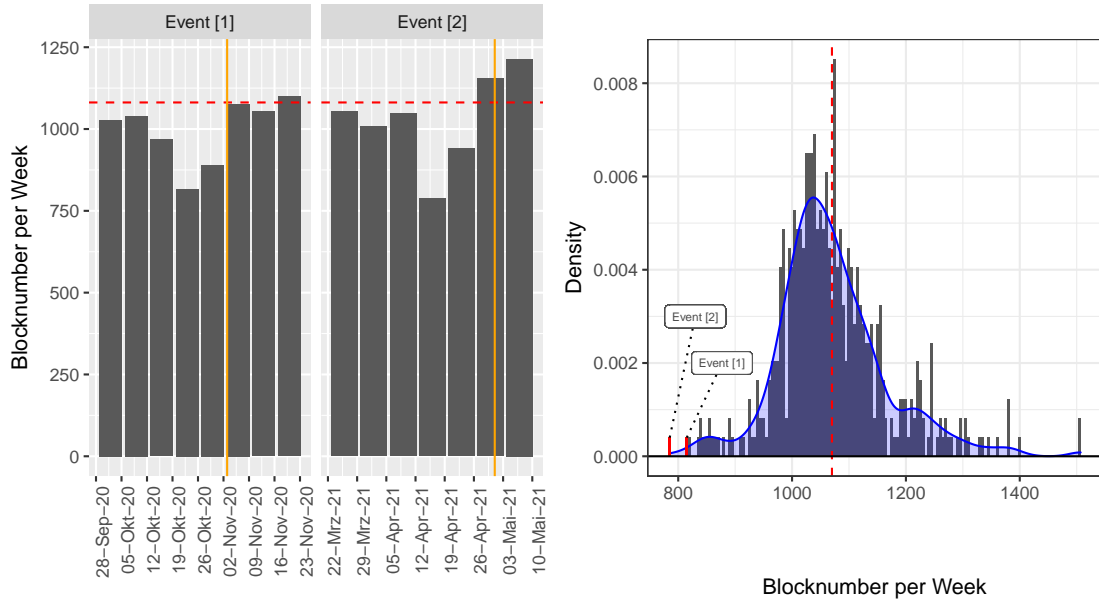 Event [1]
Event [2]
Blocknumber per Week
1250
1000
750
500
250
0
28−Sep−20
05−Okt−20
12−Okt−20
19−Okt−20
26−Okt−20
02−Nov−20
09−Nov−20
16−Nov−20
23−Nov−20
22−Mrz−21
29−Mrz−21
05−Apr−21
12−Apr−21
19−Apr−21
26−Apr−21
03−Mai−21
10−Mai−21
Density
0.008
0.006
0.004
0.002
0.000
Event [2]
Event [1]
800
1000
1200
1400
Blocknumber per Week